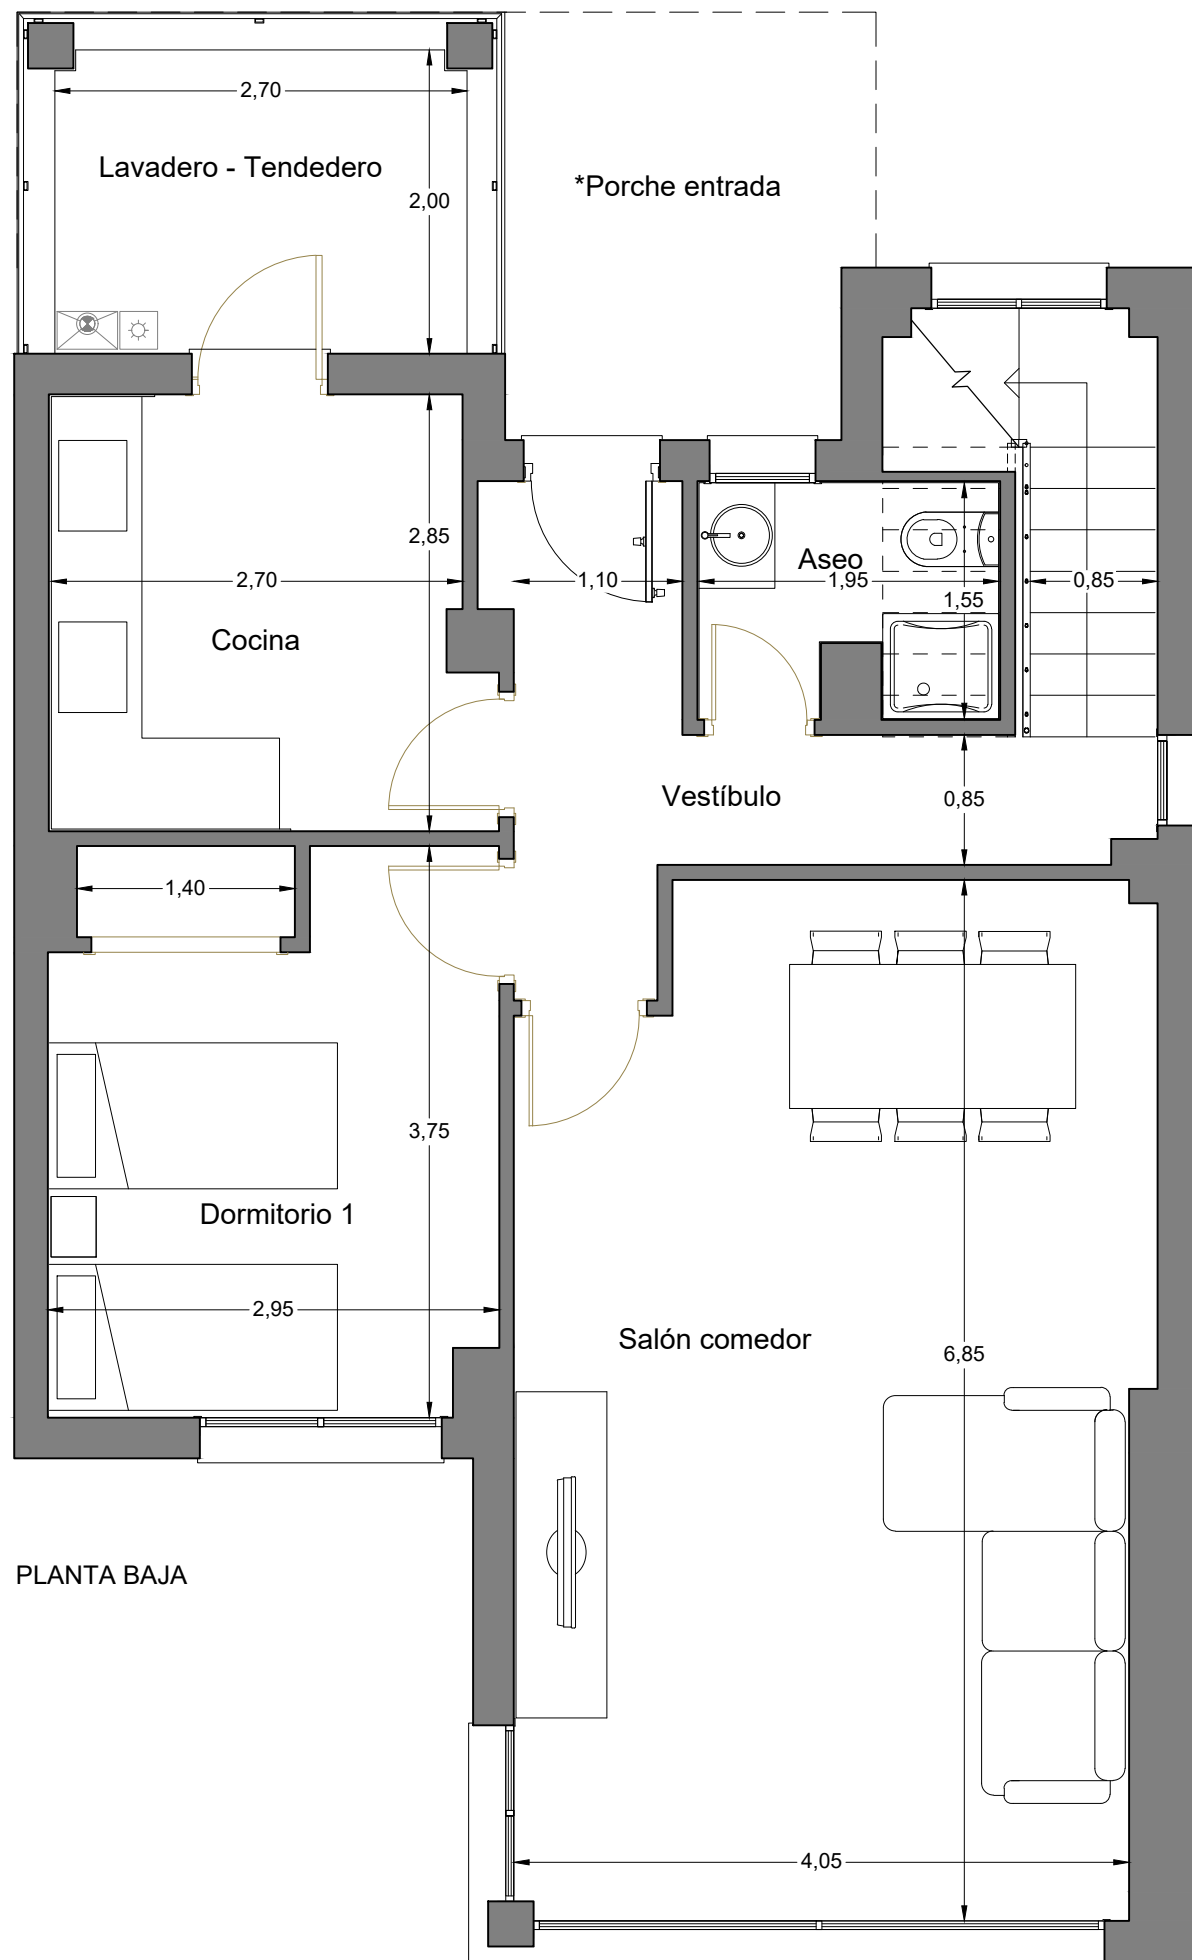 2,70
Lavadero - Tendedero
*Porche entrada
2,00
2,85
Aseo
2,70
1,10
1,95
0,85
1,55
Cocina
Vestíbulo
0,85
1,40
3,75
Dormitorio 1
2,95
Salón comedor
6,85
PLANTA BAJA
4,05